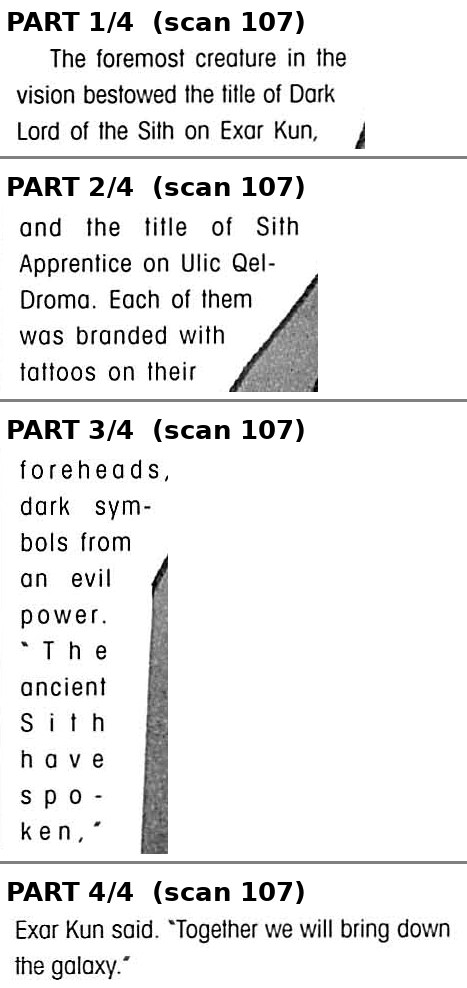 PART 1/4 (scan 107)
The foremost creature in the
vision bestowed the title of Dark
Lord of the Sith on Exar Kun,
PART 2/4 (scan 107)
and the title of Sith
Apprentice on Ulic Qel-
Droma. Each of them
was branded with
tattoos on their
PART 3/4 (scan 107)
foreheads,
dark sym-
bols from
an evil
power.
"The
ancient
Sith
have
spo-
ken,"
PART 4/4 (scan 107)
Exar Kun said. "Together we will bring down
the galaxy."